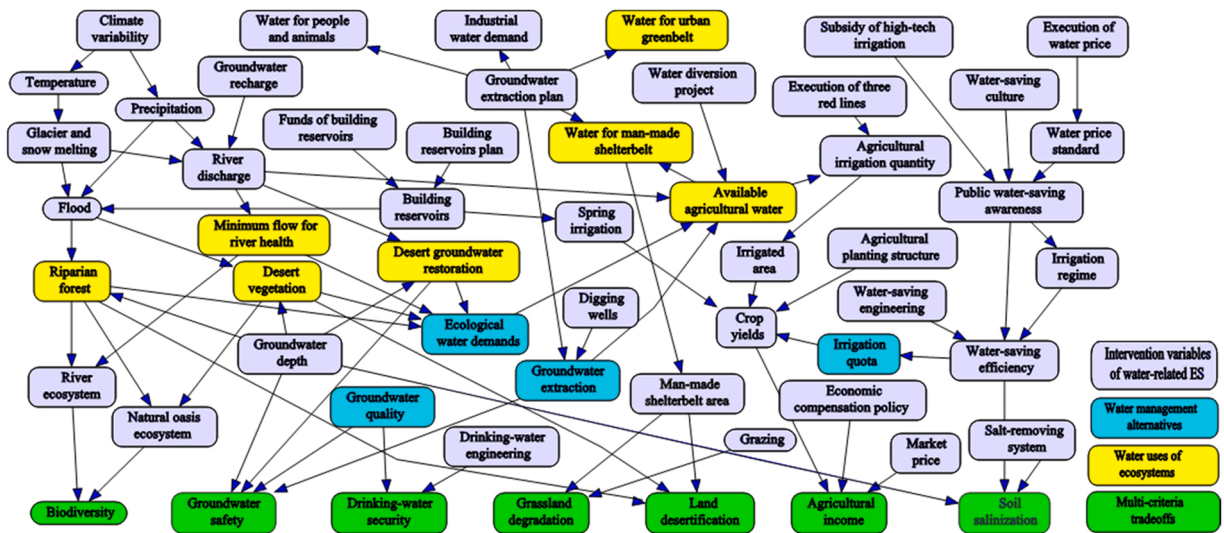 Climate
variability
Water for people
and animals
Industrial
water demand
Water for urban
greenbelt
Subsidy of high-tech
irrigation
Execution of
water price
Temperature
Groundwater
recharge
Groundwater
extraction plan
Water diversion
project
Execution of three
red lines
Water-saving
culture
Precipitation
Funds of building
reservoirs
Building
reservoirs plan
Water for man-made
shelterbelt
Glacier and
snow melting
River
discharge
Agricultural
irrigation quantity
Water price
standard
Flood
Building
reservoirs
Available
agricultural water
Public water-saving
awareness
Minimum flow for
river health
Spring
irrigation
Desert groundwater
restoration
Irrigated
area
Agricultural
planting structure
Irrigation
regime
Riparian
forest
Desert
vegetation
Digging
wells
Water-saving
engineering
Ecological
water demands
Crop
yields
Groundwater
depth
Irrigation
quota
Water-saving
efficiency
Intervention variables
of water-related ES
River
ecosystem
Groundwater
extraction
Man-made
shelterbelt area
Economic
compensation policy
Groundwater
quality
Natural oasis
ecosystem
Drinking-water
engineering
Grazing
Market
price
Salt-removing
system
Water management
alternatives
Water uses of
ecosystems
Biodiversity
Groundwater
safety
Drinking-water
security
Grassland
degradation
Land
desertification
Agricultural
income
Soil
salinization
Multi-criteria
tradeoffs